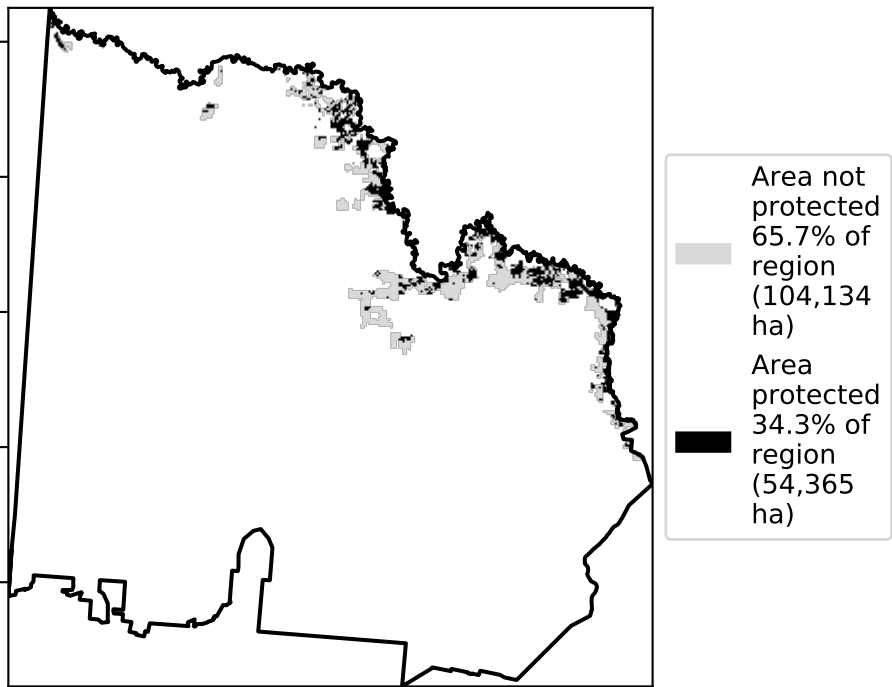 Area not
protected
65.7% of
region
(104,134
ha)
Area
protected
34.3% of
region
(54,365
ha)